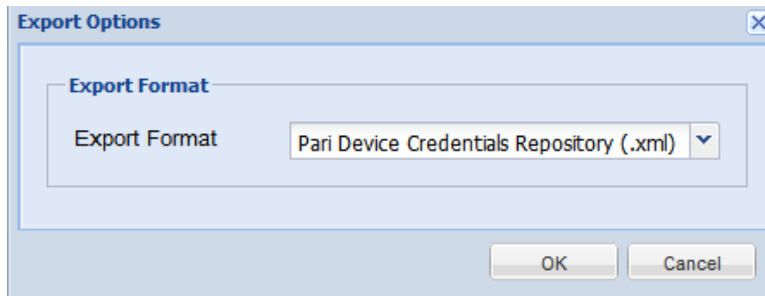 Export Options
Export Format
Export Format Pari Device Credentials Repository (.xml)
OK Cancel